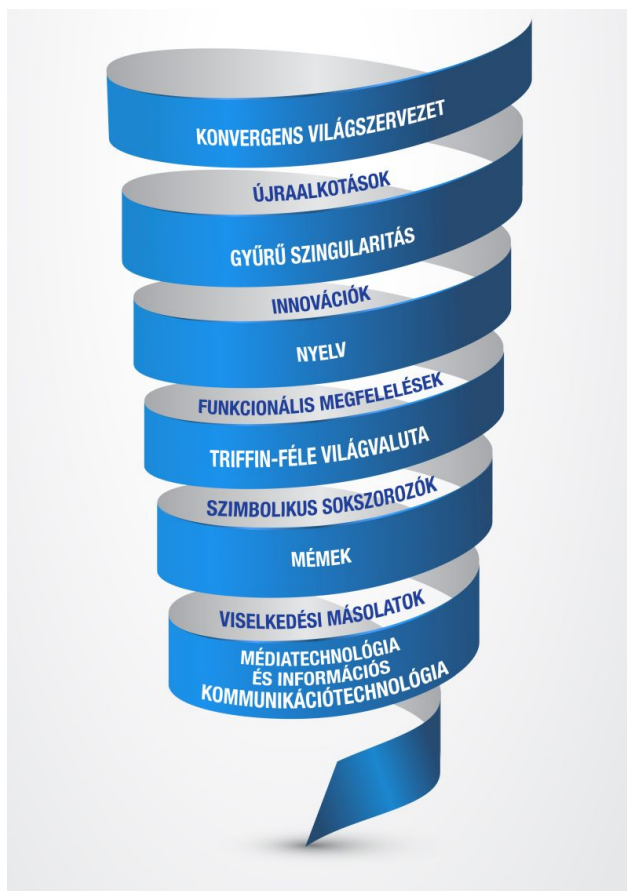 KONVERGENS VILÁGSZERVEZET
ÚJRAALKOTÁSOK
GYŰRŰ SZINGULARITÁS
INNOVÁCIÓK
NYELV
FUNKCIONÁLIS MEGFELELÉSEK
TRIFFIN-FÉLE VILÁGVALUTA
SZIMBOLIKUS SOKSZOROZÓK
MÉMEK
VISELKEDÉSI MÁSOLATOK
MÉDIATECHNOLÓGIA
ÉS INFORMÁCIÓS
KOMMUNIKÁCIÓTECHNOLÓGIA